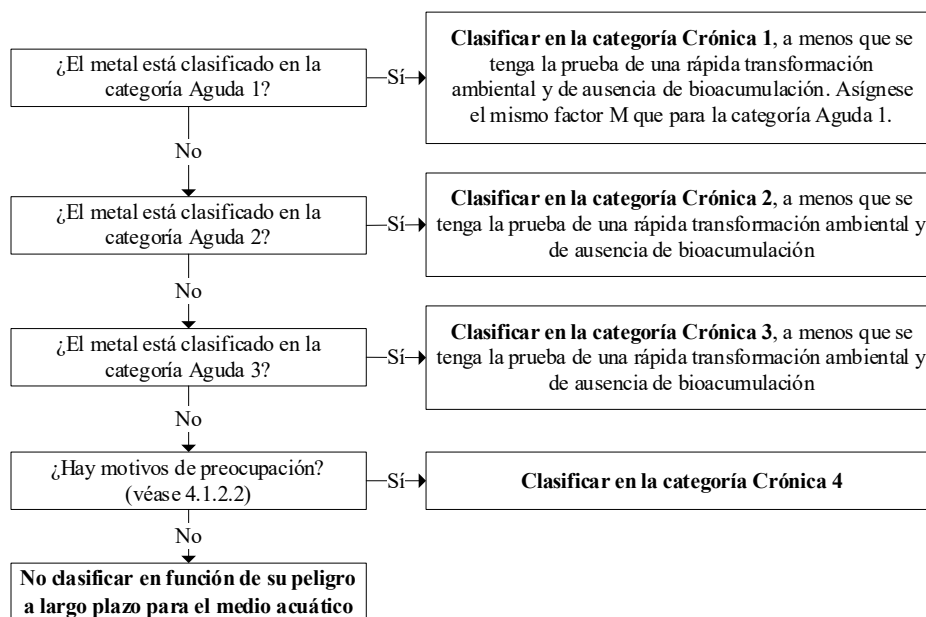 ¿El metal está clasificado en la
categoría Aguda 1?
Sí
Clasificar en la categoría Crónica 1, a menos que se
tenga la prueba de una rápida transformación
ambiental y de ausencia de bioacumulación. Asígnese
el mismo factor M que para la categoría Aguda 1.
No
¿El metal está clasificado en la
categoría Aguda 2?
Sí
Clasificar en la categoría Crónica 2, a menos que se
tenga la prueba de una rápida transformación ambiental y
de ausencia de bioacumulación
No
¿El metal está clasificado en la
categoría Aguda 3?
Sí
Clasificar en la categoría Crónica 3, a menos que se
tenga la prueba de una rápida transformación ambiental y
de ausencia de bioacumulación
No
¿Hay motivos de preocupación?
(véase 4.1.2.2)
Sí
Clasificar en la categoría Crónica 4
No
No clasificar en función de su peligro
a largo plazo para el medio acuático